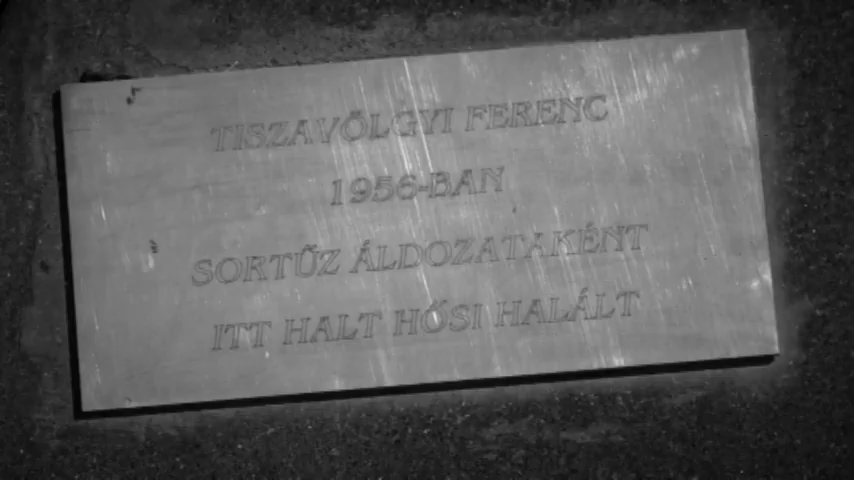 TISZAVÖLGYI FERENC
1956-BAN
SORTŰZ ÁLDOZATAKÉNT
ITT HALT HŐSI HALÁLT